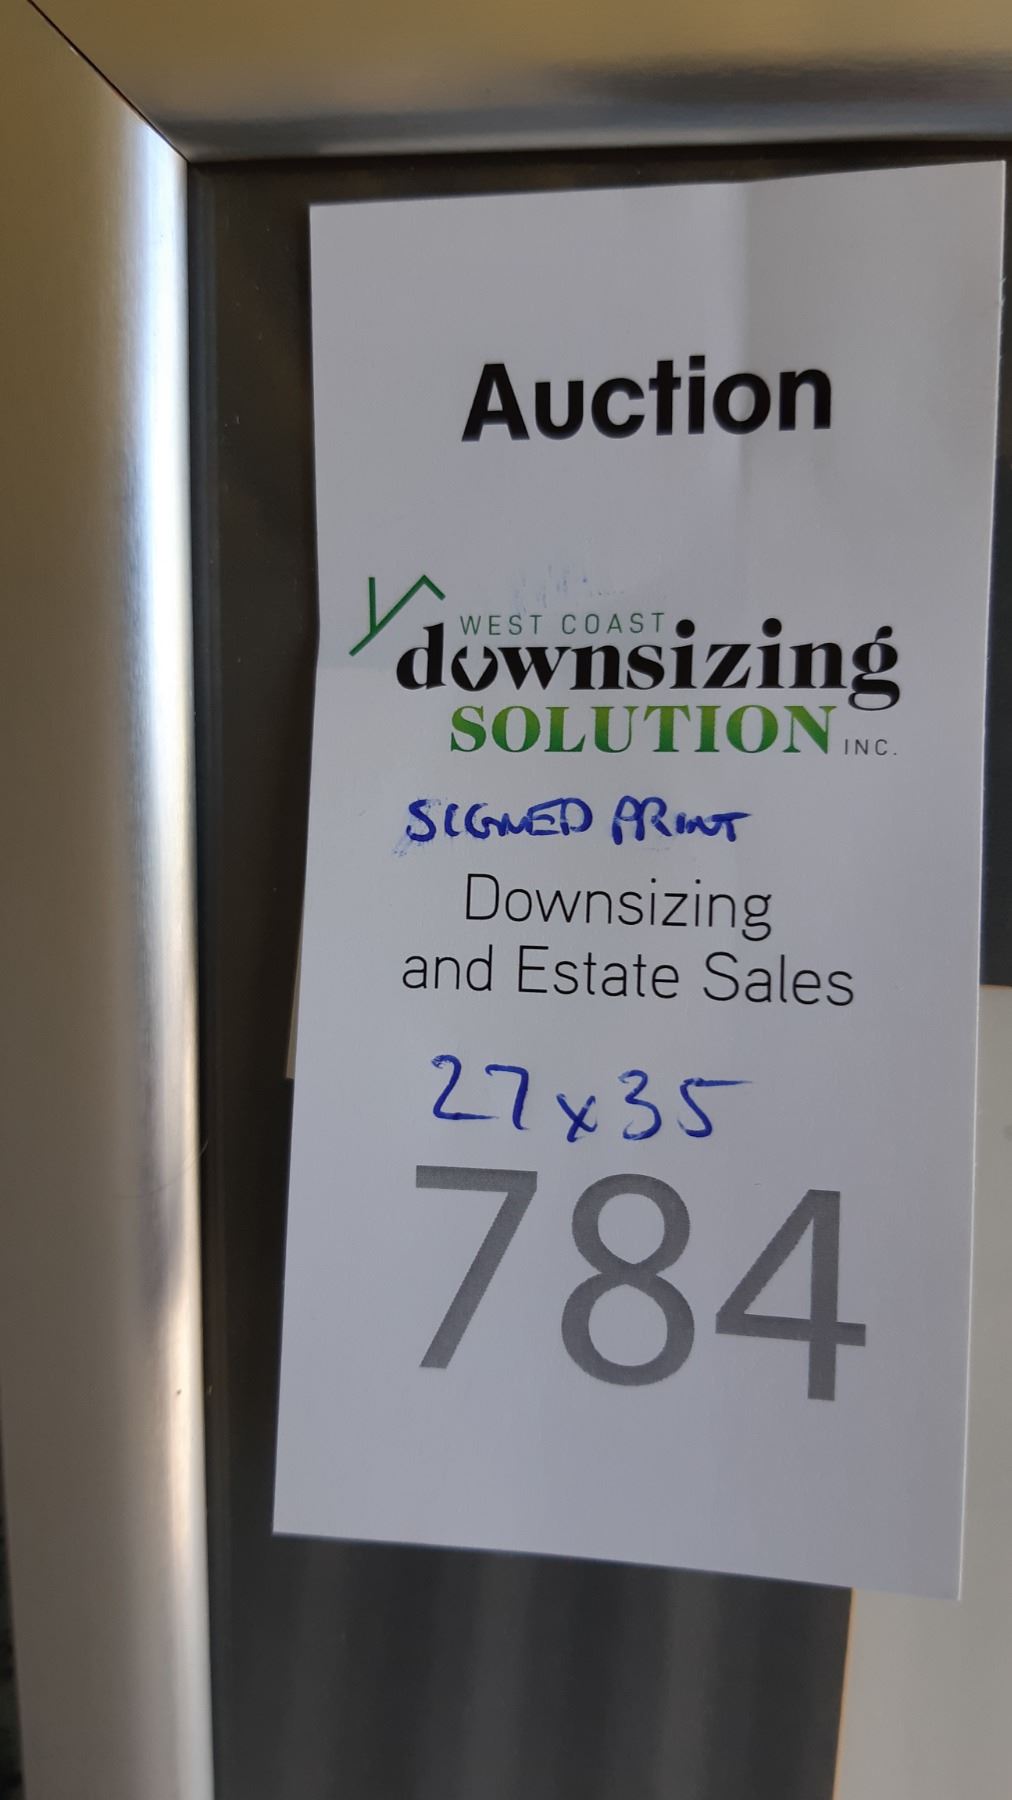 Auction
WEST COAST
downsizing
SOLUTION INC.
SIGNED PRINT
Downsizing
and Estate Sales
27x35
784